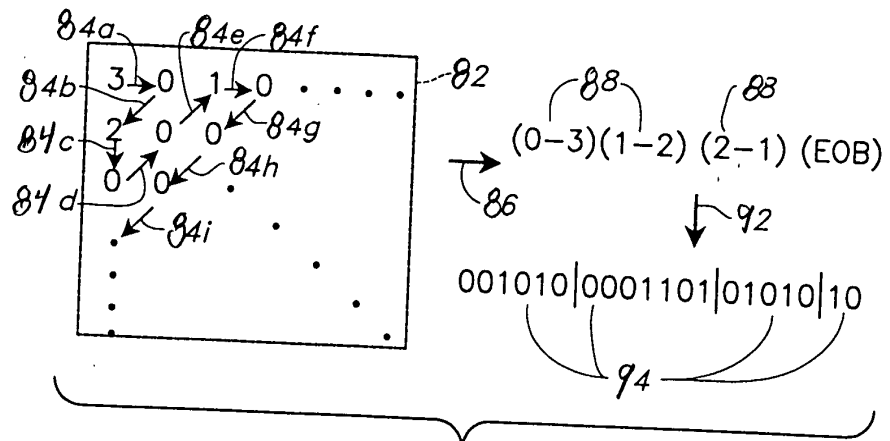 84a 84e 84f
3 0 1 0 82 88 88
84b
2 0 0 84g (0-3)(1-2) (2-1) (EOB)
84c
0 0 84h 86 92
84d
84i
001010|0001101|01010|10
94